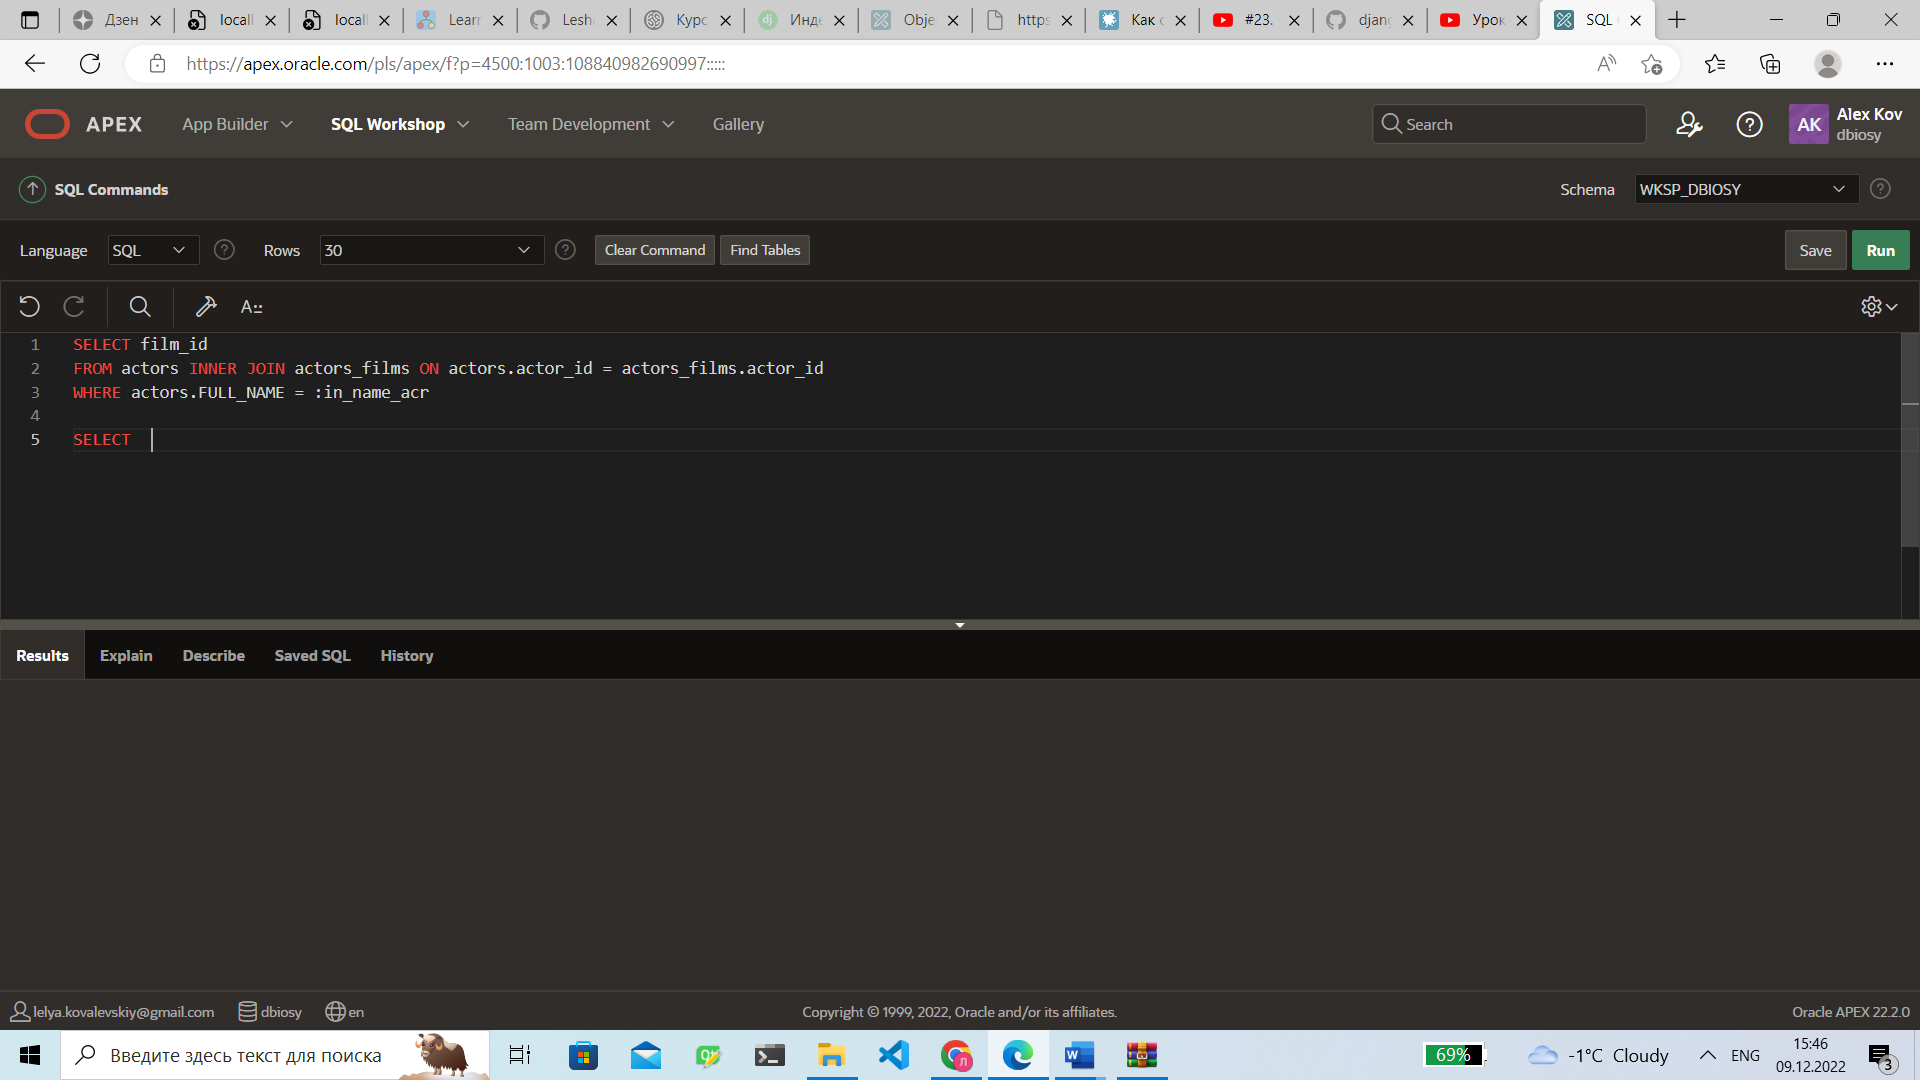 Дзен
local
local
Learn
Lesh
Курс
Инде
Obje
https
Как
#23.
djang
Урок
SQL
https://apex.oracle.com/pls/apex/f?p=4500:1003:108840982690997:::::
APEX App Builder SQL Workshop Team Development Gallery Search AK Alex Kov
dbiosy
SQL Commands Schema WKSP_DBIOSY
Language SQL Rows 30 Clear Command Find Tables Save Run
1 SELECT film_id
2 FROM actors INNER JOIN actors_films ON actors.actor_id = actors_films.actor_id
3 WHERE actors.FULL_NAME = :in_name_acr
4
5 SELECT
Results Explain Describe Saved SQL History
lelya.kovalevskiy@gmail.com dbiosy en Copyright © 1999, 2022, Oracle and/or its affiliates. Oracle APEX 22.2.0
Введите здесь текст для поиска 69% -1°C Cloudy ENG 15:46
09.12.2022 3